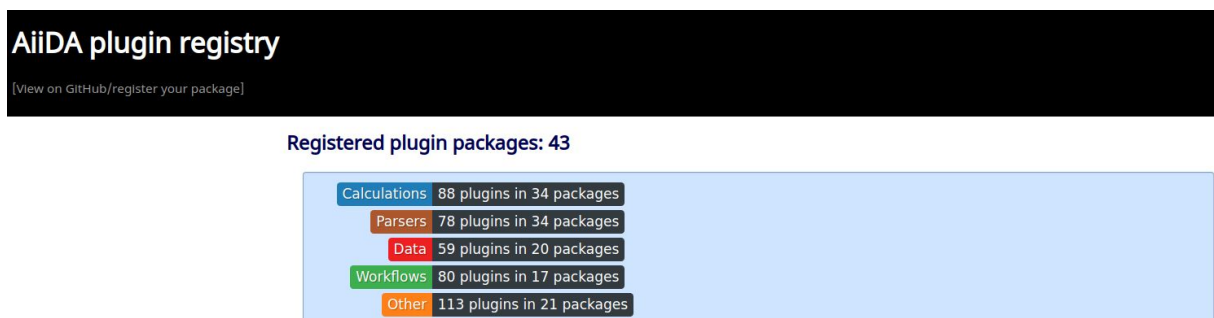 AiiDA plugin registry
[View on GitHub/register your package]
Registered plugin packages: 43
Calculations 88 plugins in 34 packages
Parsers 78 plugins in 34 packages
Data 59 plugins in 20 packages
Workflows 80 plugins in 17 packages
Other 113 plugins in 21 packages